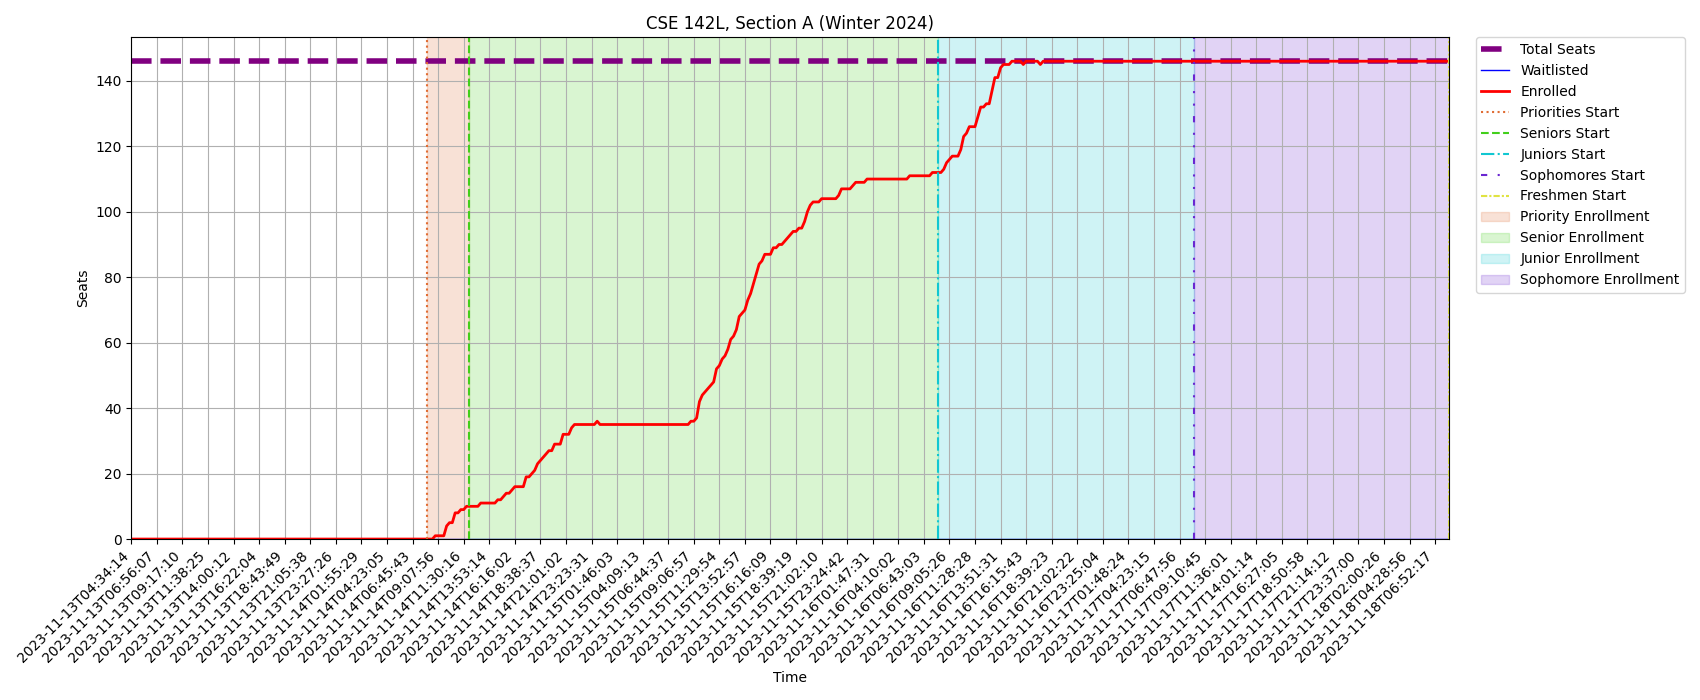 CSE 142L, Section A (Winter 2024)
Total Seats
Waitlisted
Enrolled
Priorities Start
Seniors Start
Juniors Start
Sophomores Start
Freshmen Start
Priority Enrollment
Senior Enrollment
Junior Enrollment
Sophomore Enrollment
Seats
140
120
100
80
60
40
20
0
2023-11-13T04:34:14
2023-11-13T06:56:07
2023-11-13T09:17:10
2023-11-13T11:38:25
2023-11-13T14:00:12
2023-11-13T16:22:04
2023-11-13T18:43:49
2023-11-13T21:05:38
2023-11-13T23:27:26
2023-11-14T01:55:29
2023-11-14T04:23:05
2023-11-14T06:45:43
2023-11-14T09:07:56
2023-11-14T11:30:16
2023-11-14T13:53:14
2023-11-14T16:16:02
2023-11-14T18:38:37
2023-11-14T21:01:02
2023-11-14T23:23:31
2023-11-15T01:46:03
2023-11-15T04:09:13
2023-11-15T06:44:37
2023-11-15T09:06:57
2023-11-15T11:29:54
2023-11-15T13:52:57
2023-11-15T16:16:09
2023-11-15T18:39:19
2023-11-15T21:02:10
2023-11-15T23:24:42
2023-11-16T01:47:31
2023-11-16T04:10:02
2023-11-16T06:43:03
2023-11-16T09:05:26
2023-11-16T11:28:28
2023-11-16T13:51:31
2023-11-16T16:15:43
2023-11-16T18:39:23
2023-11-16T21:02:22
2023-11-16T23:25:04
2023-11-17T01:48:24
2023-11-17T04:23:15
2023-11-17T06:47:56
2023-11-17T09:10:45
2023-11-17T11:36:01
2023-11-17T14:01:14
2023-11-17T16:27:05
2023-11-17T18:50:58
2023-11-17T21:14:12
2023-11-17T23:37:00
2023-11-18T02:00:26
2023-11-18T04:28:56
2023-11-18T06:52:17
Time